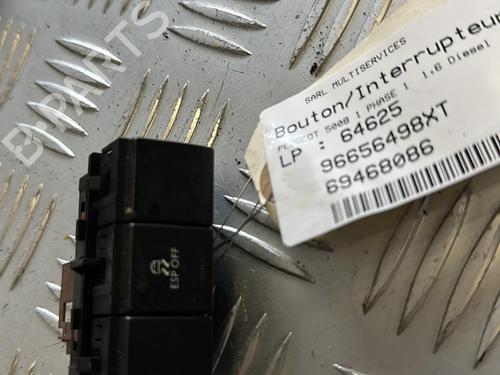 SARL MULTISERVICES
Bouton/Interrupteur
PEUGEOT 5008 1 PHASE 1 1.6 Diesel
LP : 64625
96656498XT
69468086
ESP OFF
B-PARTS